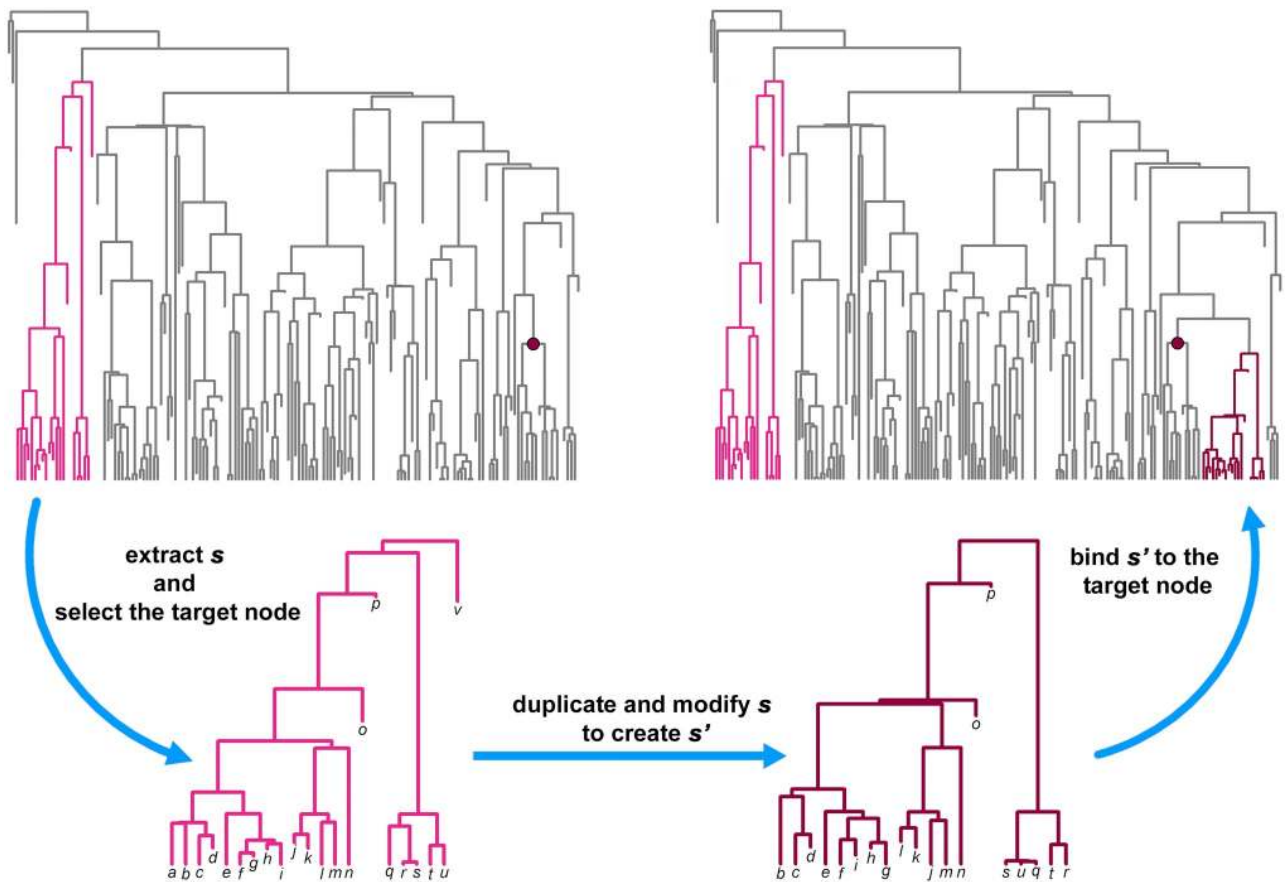 extract s
and
select the target node
bind s' to the
target node
p
v
p
o
duplicate and modify s
to create s'
o
a b c d e f g h i j k l m n q r s t u
b c d e f i h g l k j m n s u q t r